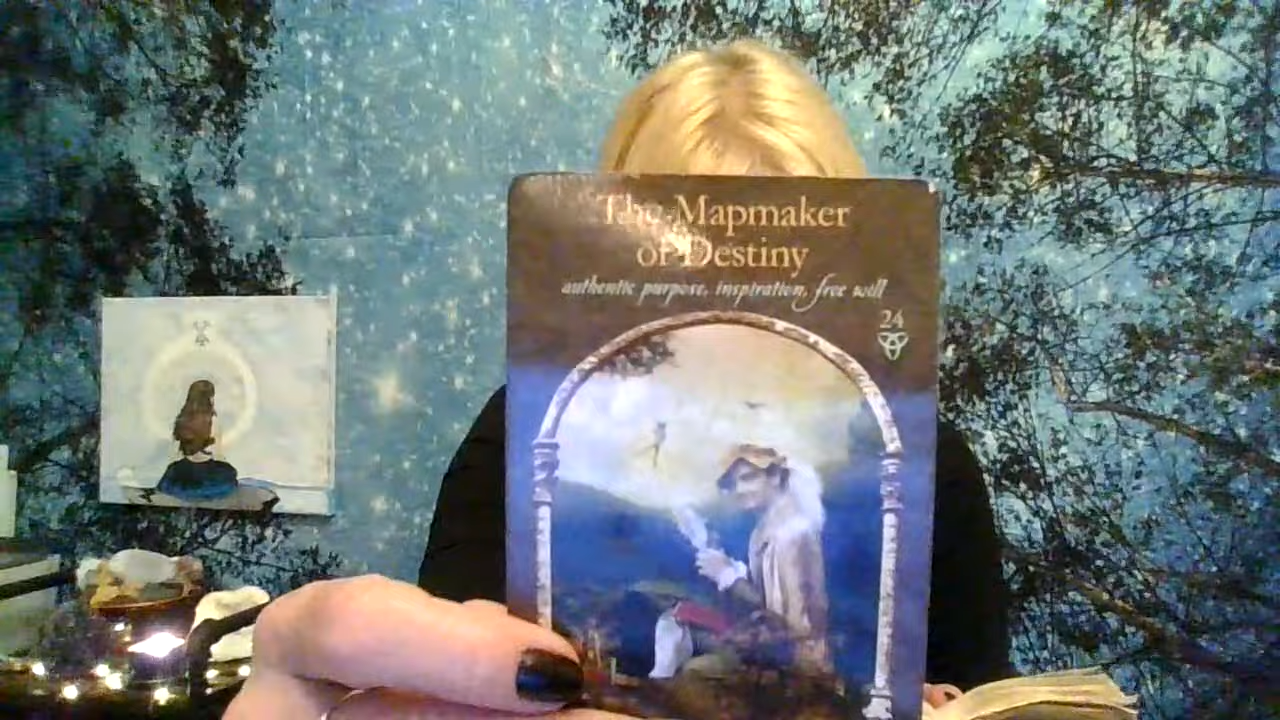 The Mapmaker
of Destiny
authentic purpose, inspiration, free will
24